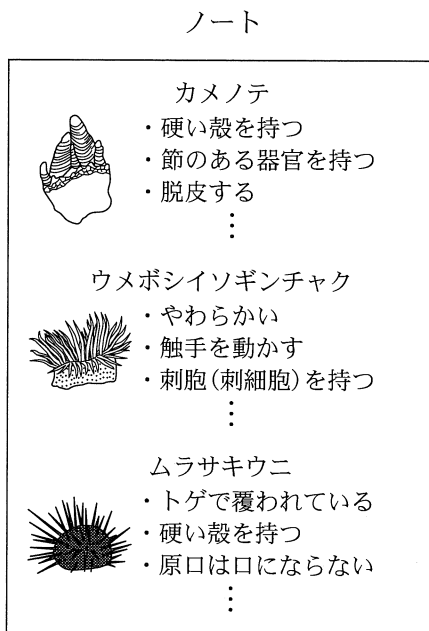 ノート
カメノテ
・硬い殻を持つ
・節のある器官を持つ
・脱皮する
⋮
ウメボシイソギンチャク
・やわらかい
・触手を動かす
・刺胞(刺細胞)を持つ
⋮
ムラサキウニ
・トゲで覆われている
・硬い殻を持つ
・原口は口にならない
⋮